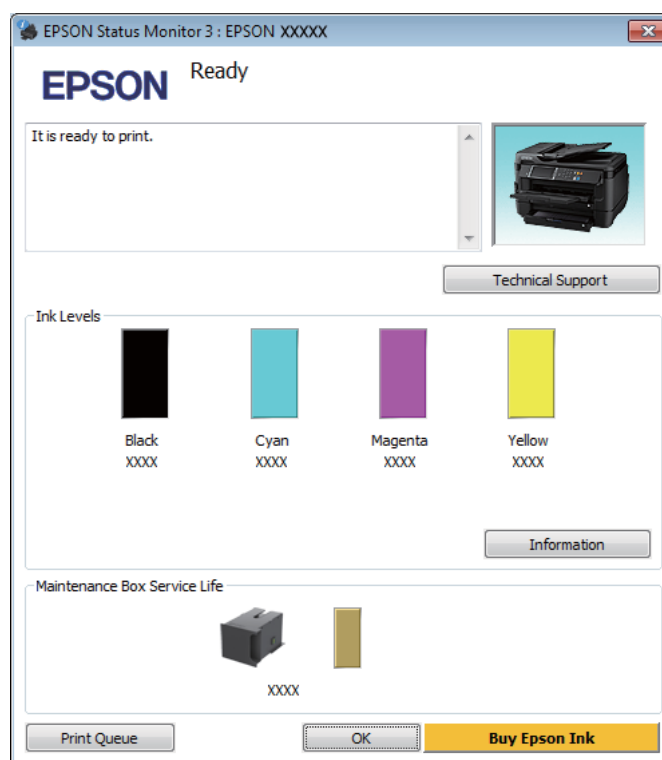 EPSON Status Monitor 3 : EPSON XXXXX
EPSON
Ready
It is ready to print.
Technical Support
Ink Levels
Black
Cyan
Magenta
Yellow
XXXX
XXXX
XXXX
XXXX
Information
Maintenance Box Service Life
XXXX
Print Queue
OK
Buy Epson Ink